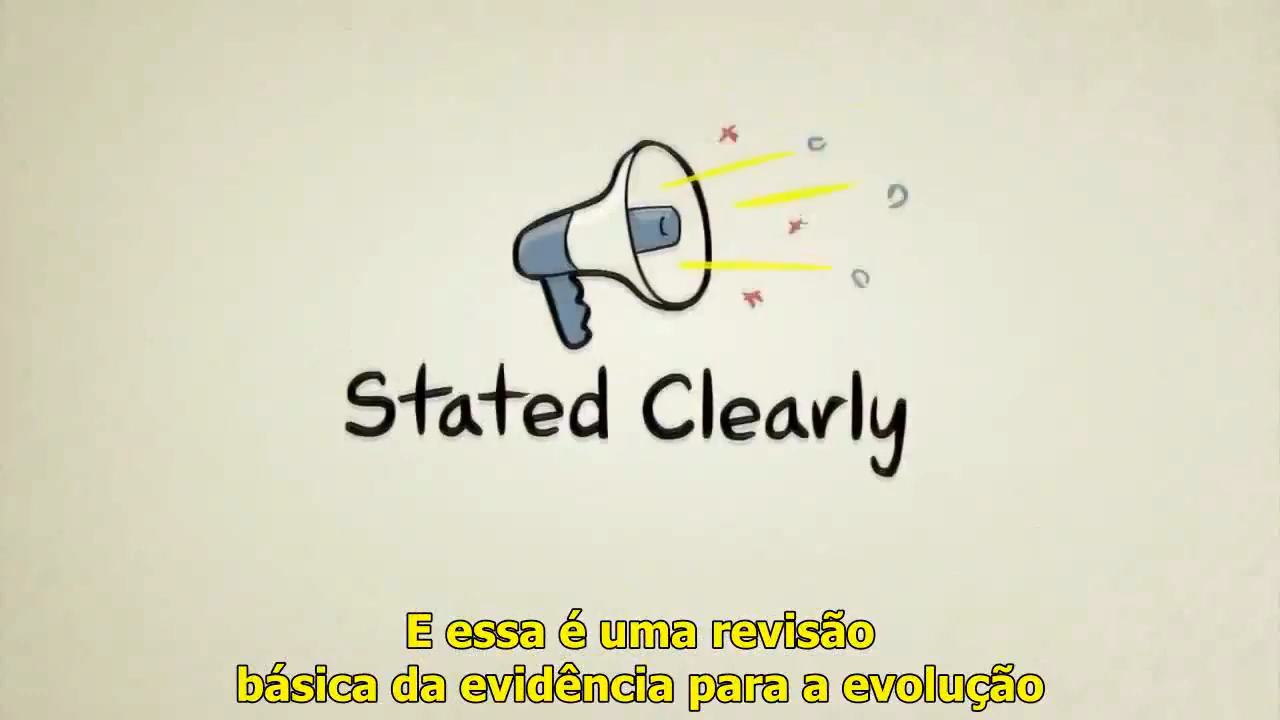 Stated Clearly
E essa é uma revisão
básica da evidência para a evolução